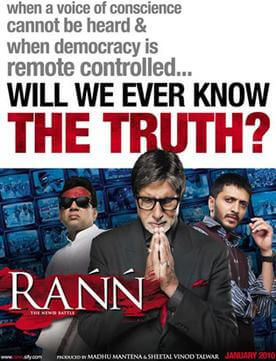 when a voice of conscience
cannot be heard &
when democracy is
remote controlled...
WILL WE EVER KNOW
THE TRUTH?
RAŃŃ
THE NEWS BATTLE
PRODUCED BY MADHU MANTENA & SHEETAL VINOD TALWAR
JANUARY 2010